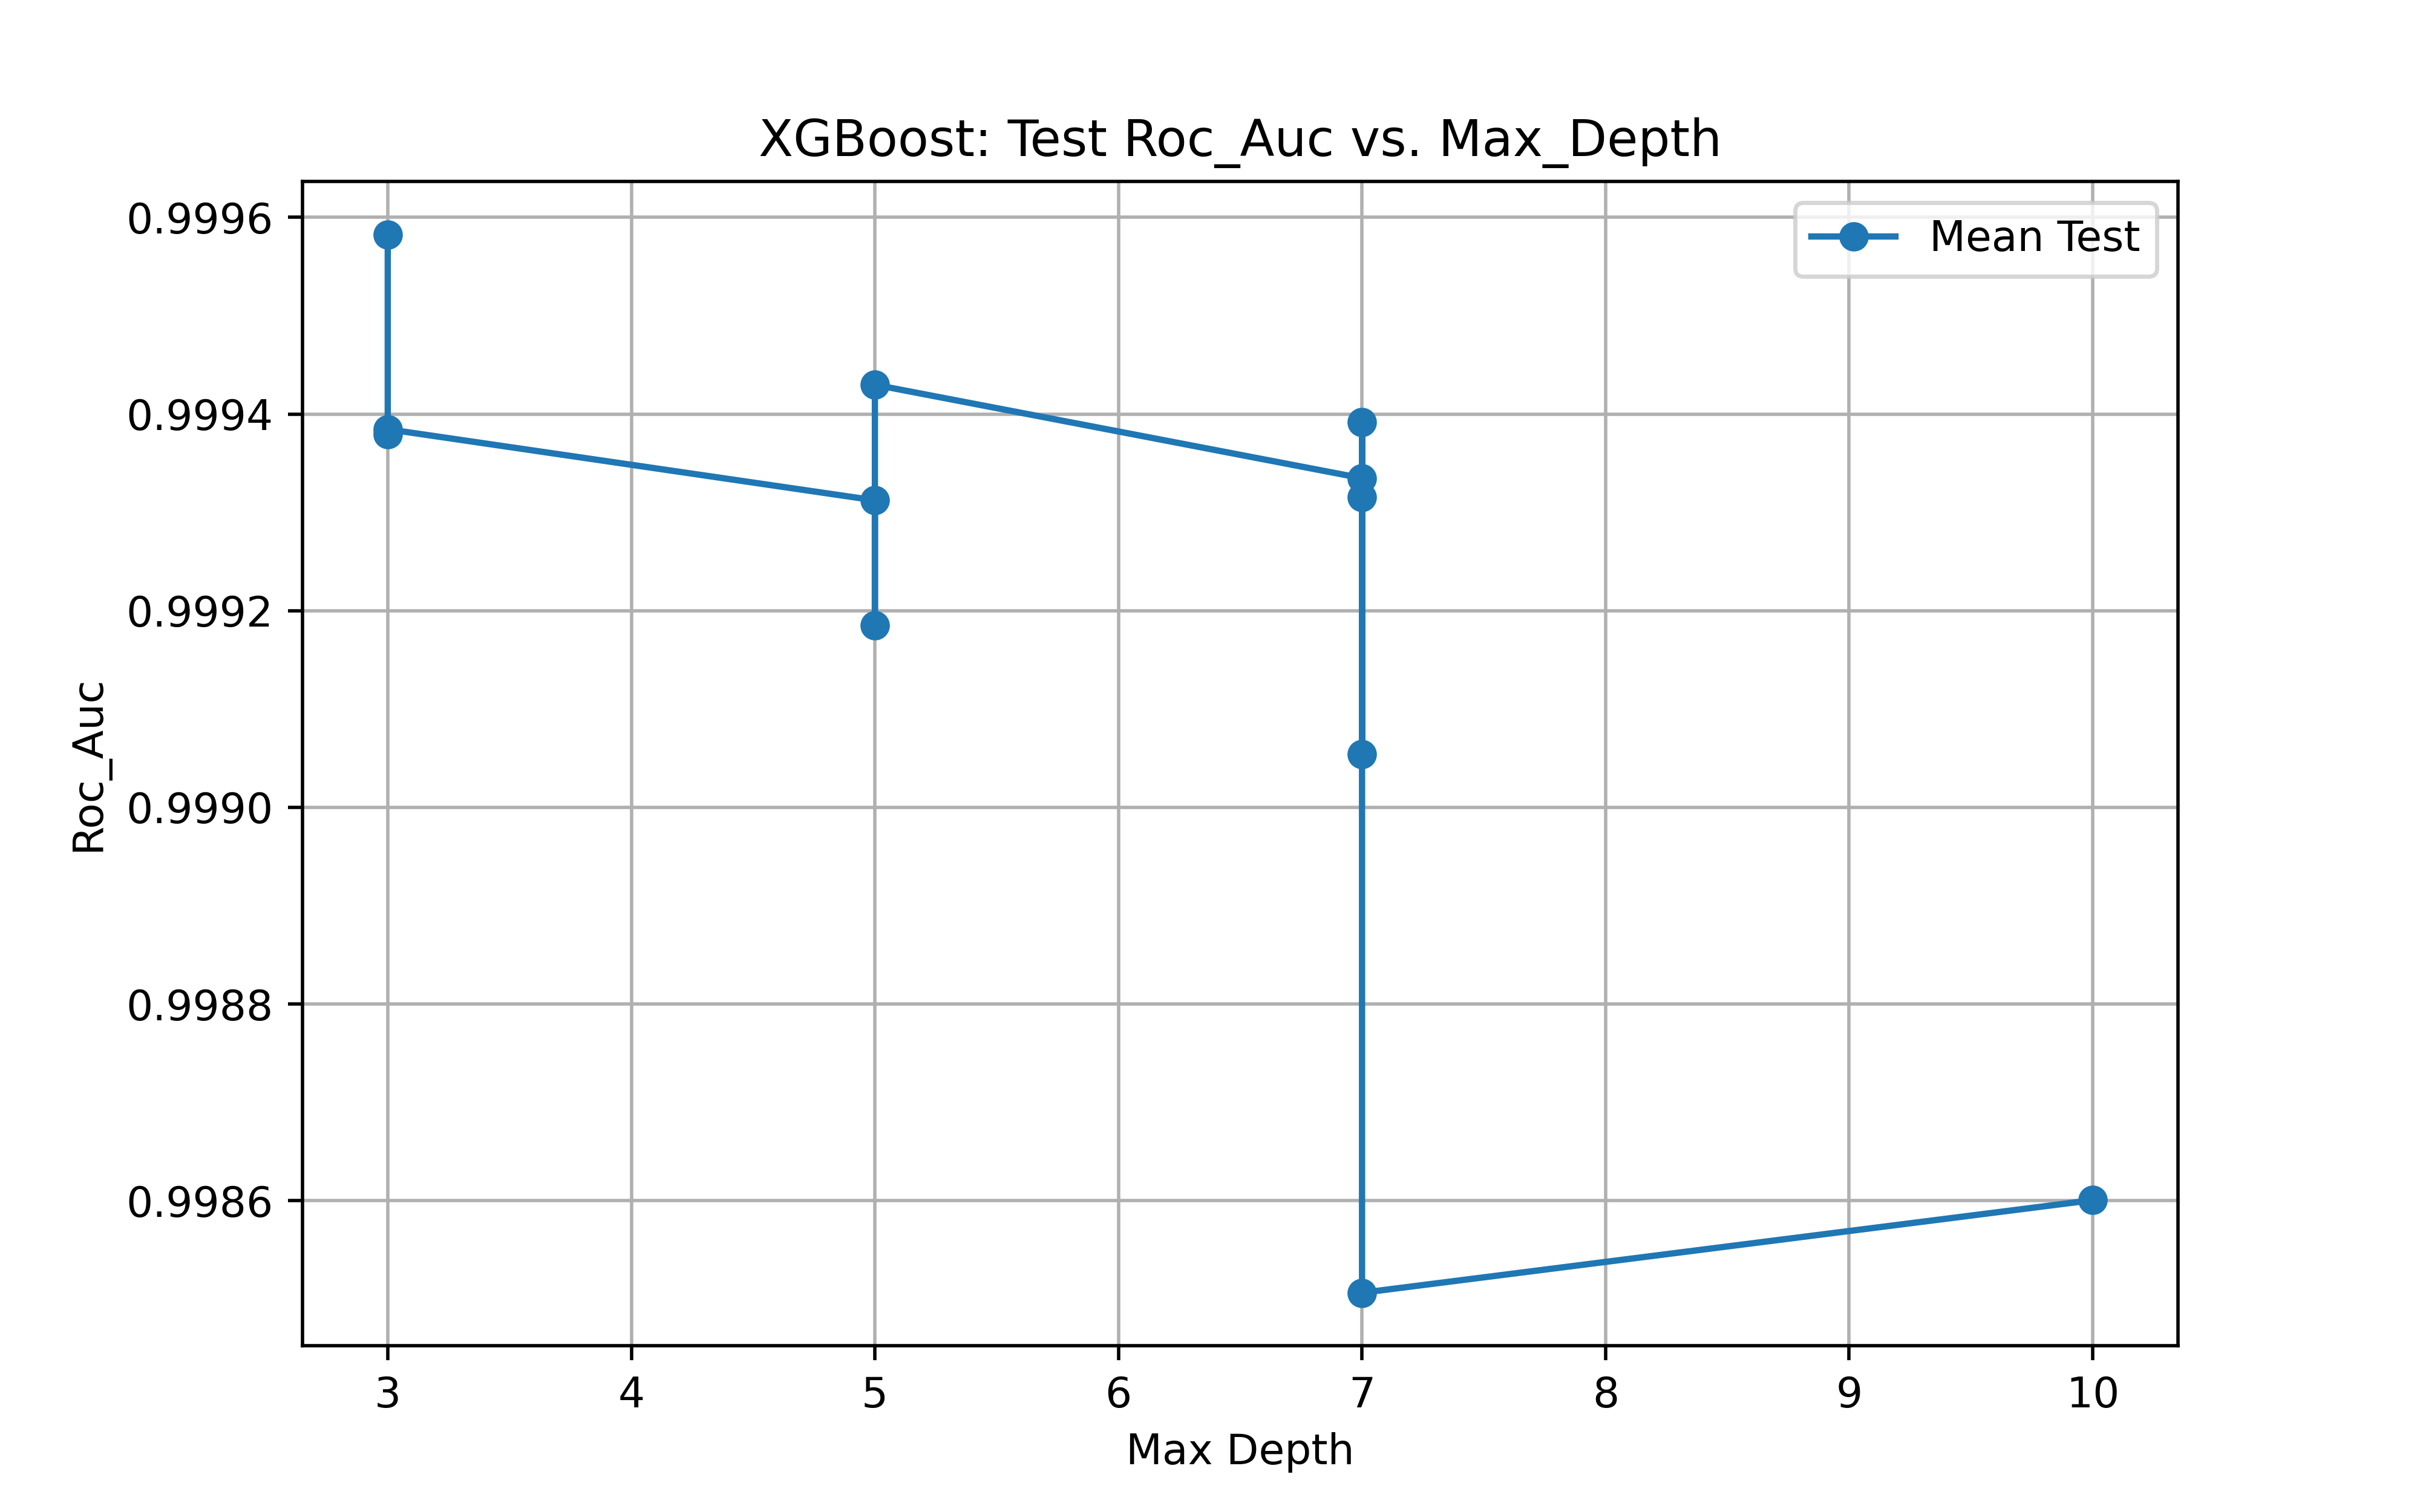 XGBoost: Test Roc_Auc vs. Max_Depth
Mean Test
0.9996
0.9994
0.9992
0.9990
0.9988
0.9986
Roc_Auc
3 4 5 6 7 8 9 10
Max Depth